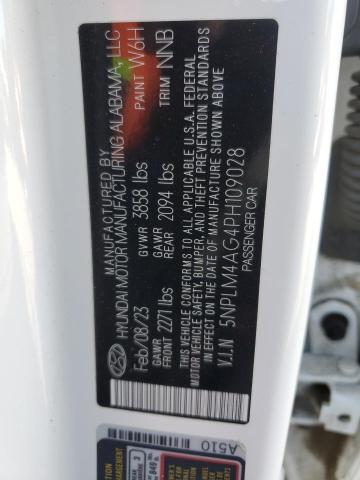 MANUFACTURED BY
HYUNDAI MOTOR MANUFACTURING ALABAMA, LLC
Feb/08/23 GVWR 3858 lbs PAINT W6H
GAWR FRONT 2271 lbs GAWR REAR 2094 lbs TRIM NNB
THIS VEHICLE CONFORMS TO ALL APPLICABLE U.S.A. FEDERAL
MOTOR VEHICLE SAFETY, BUMPER, AND THEFT PREVENTION STANDARDS
IN EFFECT ON THE DATE OF MANUFACTURE SHOWN ABOVE.
V.I.N 5NPLM4AG4PH109028
PASSENGER CAR
A510
3
849